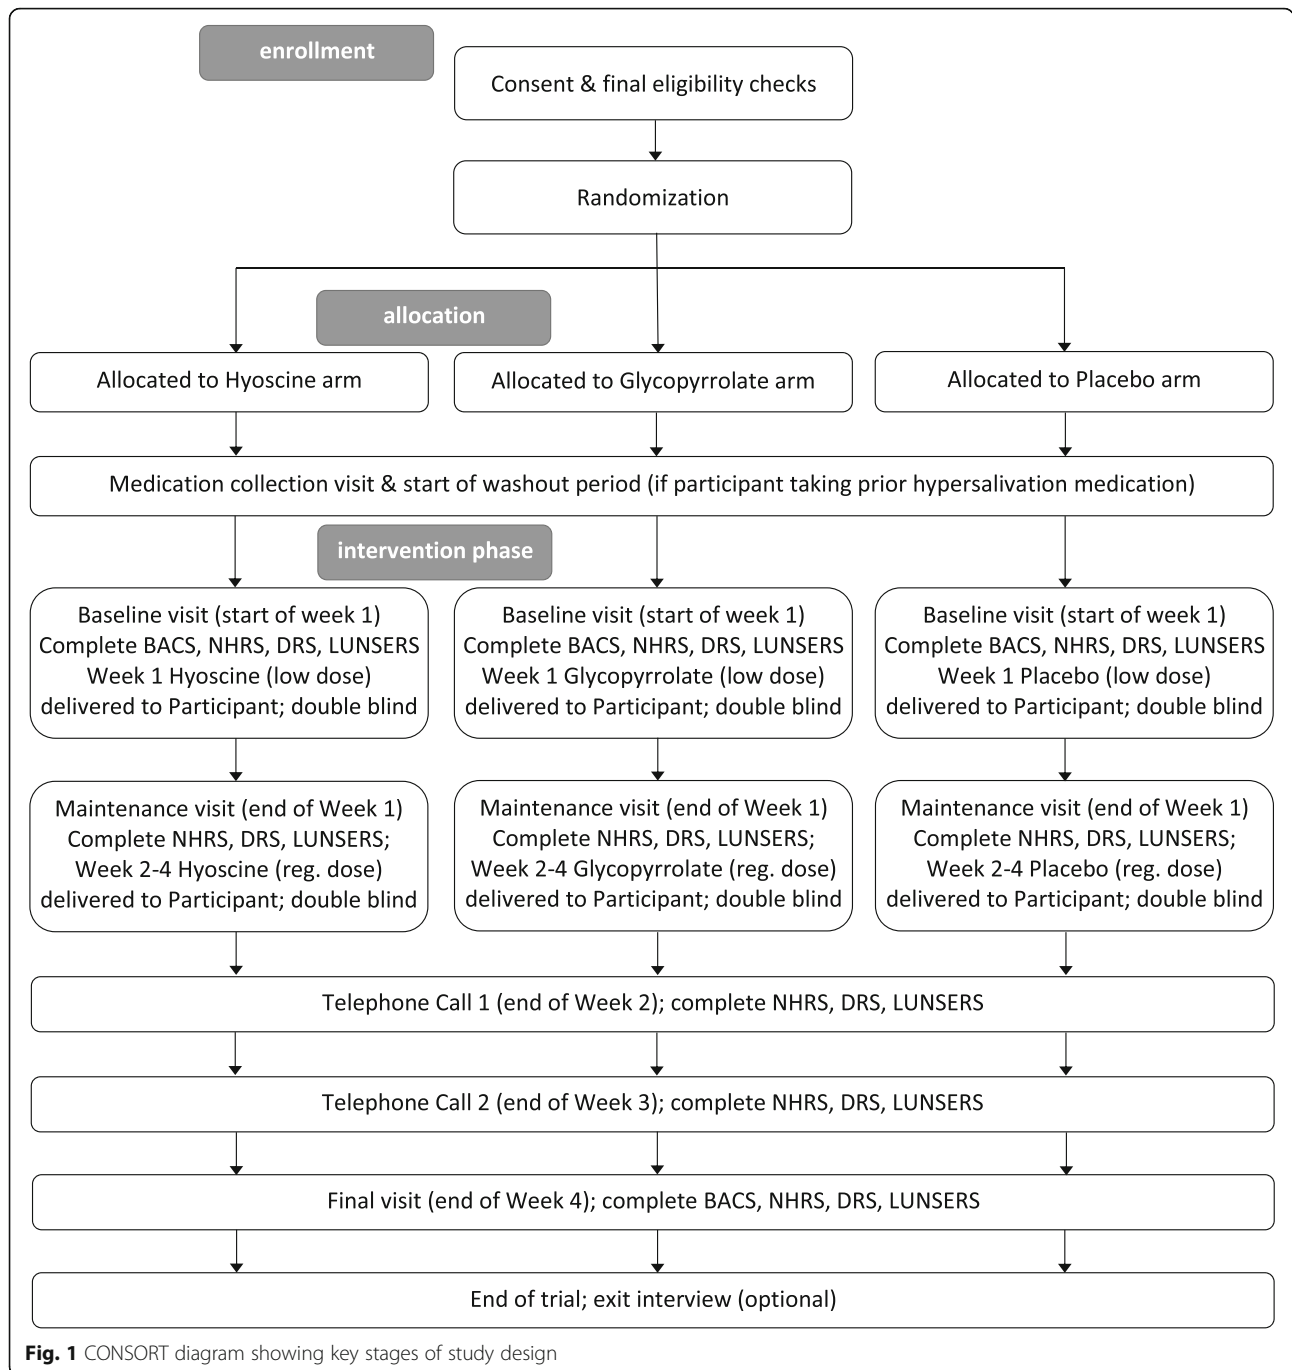 enrollment
Consent & final eligibility checks
Randomization
allocation
Allocated to Hyoscine arm
Allocated to Glycopyrrolate arm
Allocated to Placebo arm
Medication collection visit & start of washout period (if participant taking prior hypersalivation medication)
intervention phase
Baseline visit (start of week 1)
Complete BACS, NHRS, DRS, LUNSERS
Week 1 Hyoscine (low dose)
delivered to Participant; double blind
Baseline visit (start of week 1)
Complete BACS, NHRS, DRS, LUNSERS
Week 1 Glycopyrrolate (low dose)
delivered to Participant; double blind
Baseline visit (start of week 1)
Complete BACS, NHRS, DRS, LUNSERS
Week 1 Placebo (low dose)
delivered to Participant; double blind
Maintenance visit (end of Week 1)
Complete NHRS, DRS, LUNSERS;
Week 2-4 Hyoscine (reg. dose)
delivered to Participant; double blind
Maintenance visit (end of Week 1)
Complete NHRS, DRS, LUNSERS;
Week 2-4 Glycopyrrolate (reg. dose)
delivered to Participant; double blind
Maintenance visit (end of Week 1)
Complete NHRS, DRS, LUNSERS;
Week 2-4 Placebo (reg. dose)
delivered to Participant; double blind
Telephone Call 1 (end of Week 2); complete NHRS, DRS, LUNSERS
Telephone Call 2 (end of Week 3); complete NHRS, DRS, LUNSERS
Final visit (end of Week 4); complete BACS, NHRS, DRS, LUNSERS
End of trial; exit interview (optional)
Fig. 1 CONSORT diagram showing key stages of study design